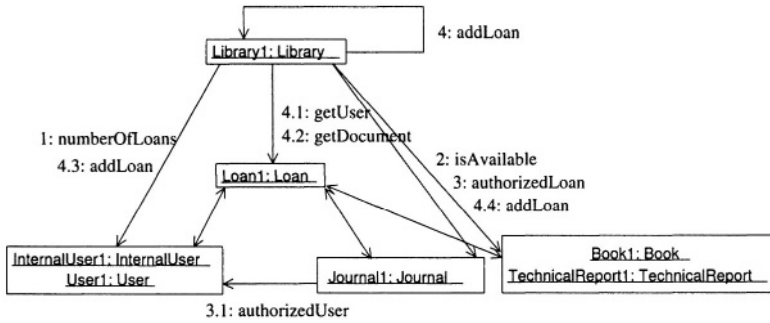 4: addLoan
Library1: Library
4.1: getUser
1: numberOfLoans
4.2: getDocument
4.3: addLoan
2: isAvailable
Loan1: Loan
3: authorizedLoan
4.4: addLoan
InternalUser1: InternalUser
User1: User
Journal1: Journal
Book1: Book
TechnicalReport1: TechnicalReport
3.1: authorizedUser